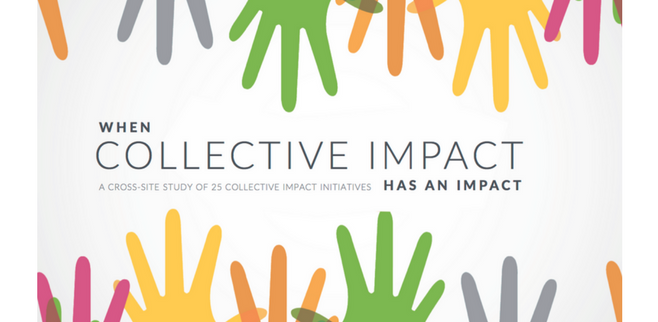 WHEN
COLLECTIVE IMPACT
A CROSS-SITE STUDY OF 25 COLLECTIVE IMPACT INITIATIVES HAS AN IMPACT